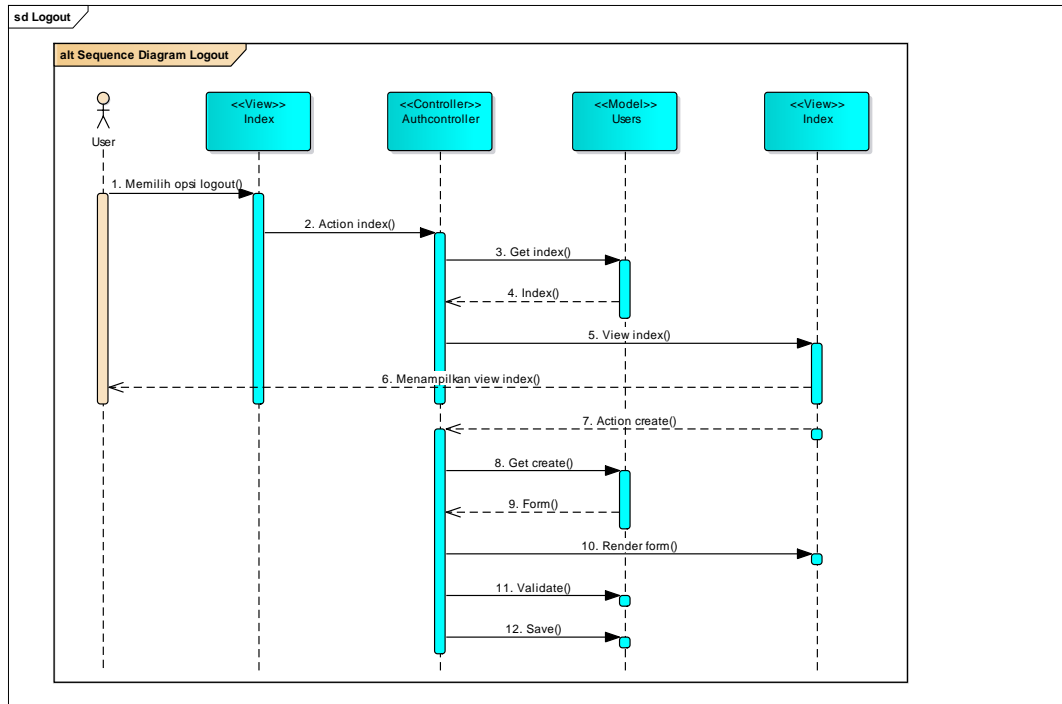 sd Logout
alt Sequence Diagram Logout
User
<<View>>
Index
<<Controller>>
Authcontroller
<<Model>>
Users
<<View>>
Index
1. Memilih opsi logout()
2. Action index()
3. Get index()
4. Index()
5. View index()
6. Menampilkan view index()
7. Action create()
8. Get create()
9. Form()
10. Render form()
11. Validate()
12. Save()